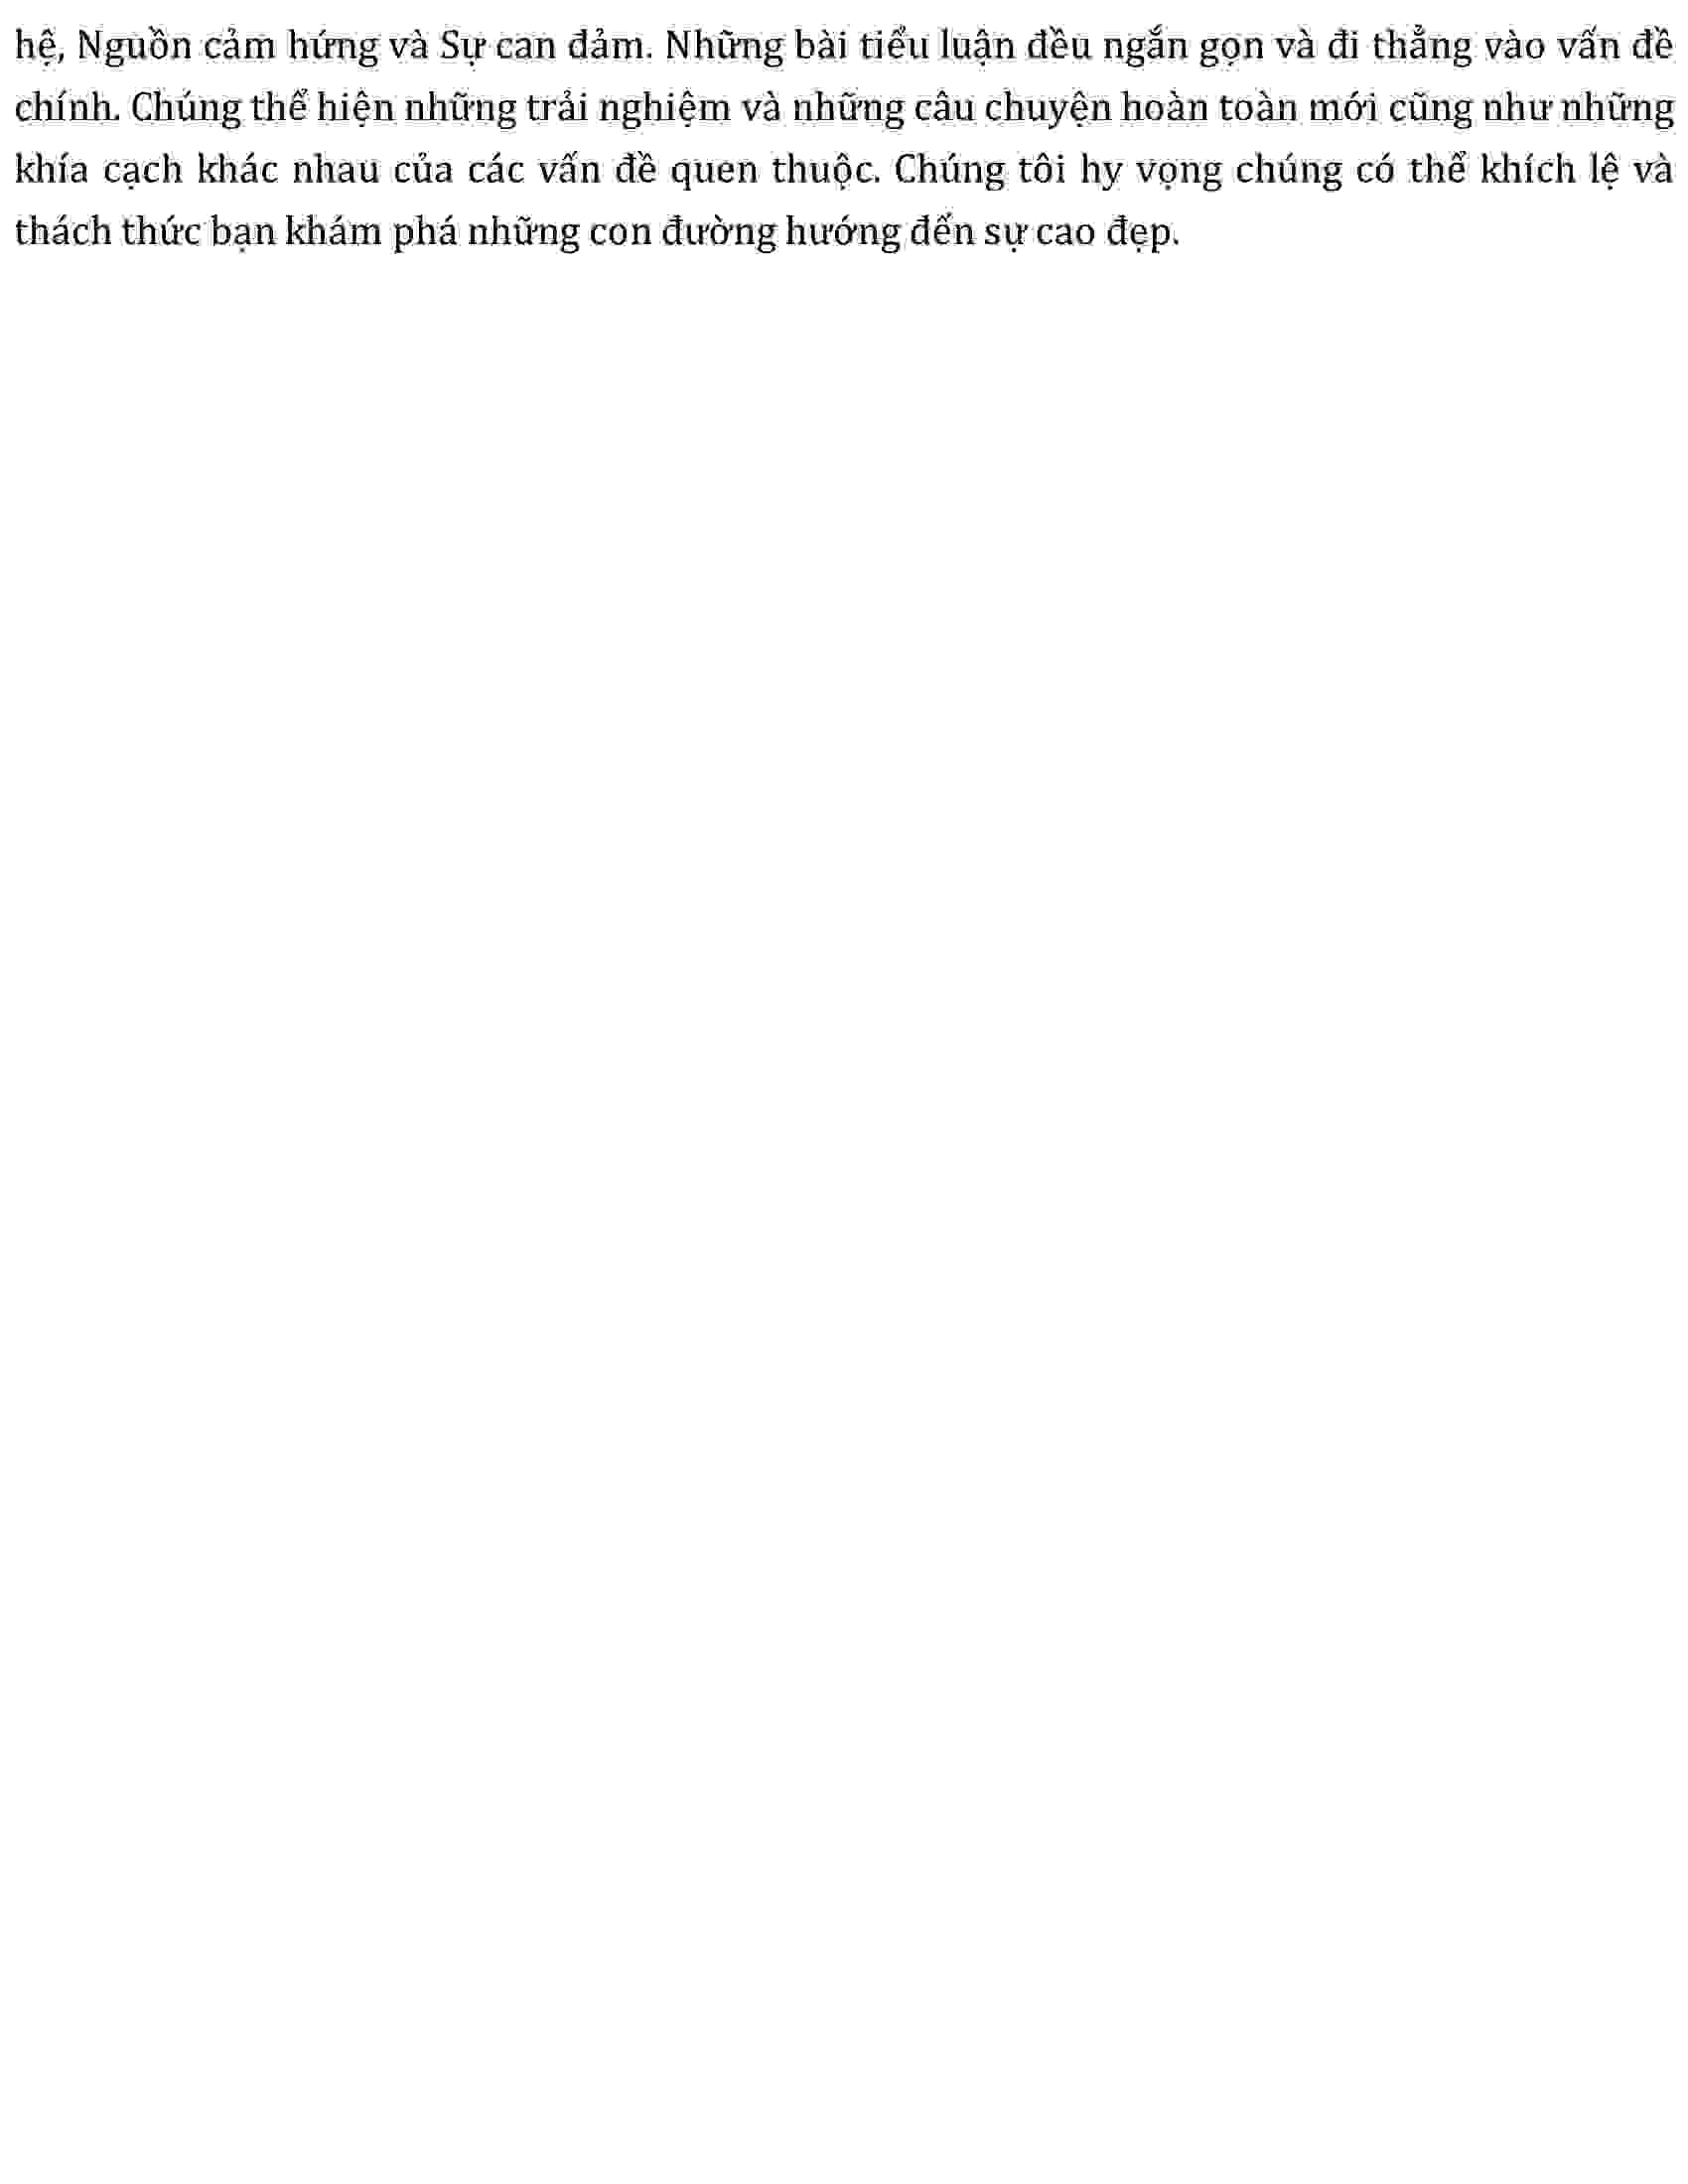 hệ, Nguồn cảm hứng và Sự can đảm. Những bài tiểu luận đều ngắn gọn và đi thẳng vào vấn đề
chính. Chúng thể hiện những trải nghiệm và những câu chuyện hoàn toàn mới cũng như những
khía cạch khác nhau của các vấn đề quen thuộc. Chúng tôi hy vọng chúng có thể khích lệ và
thách thức bạn khám phá những con đường hướng đến sự cao đẹp.